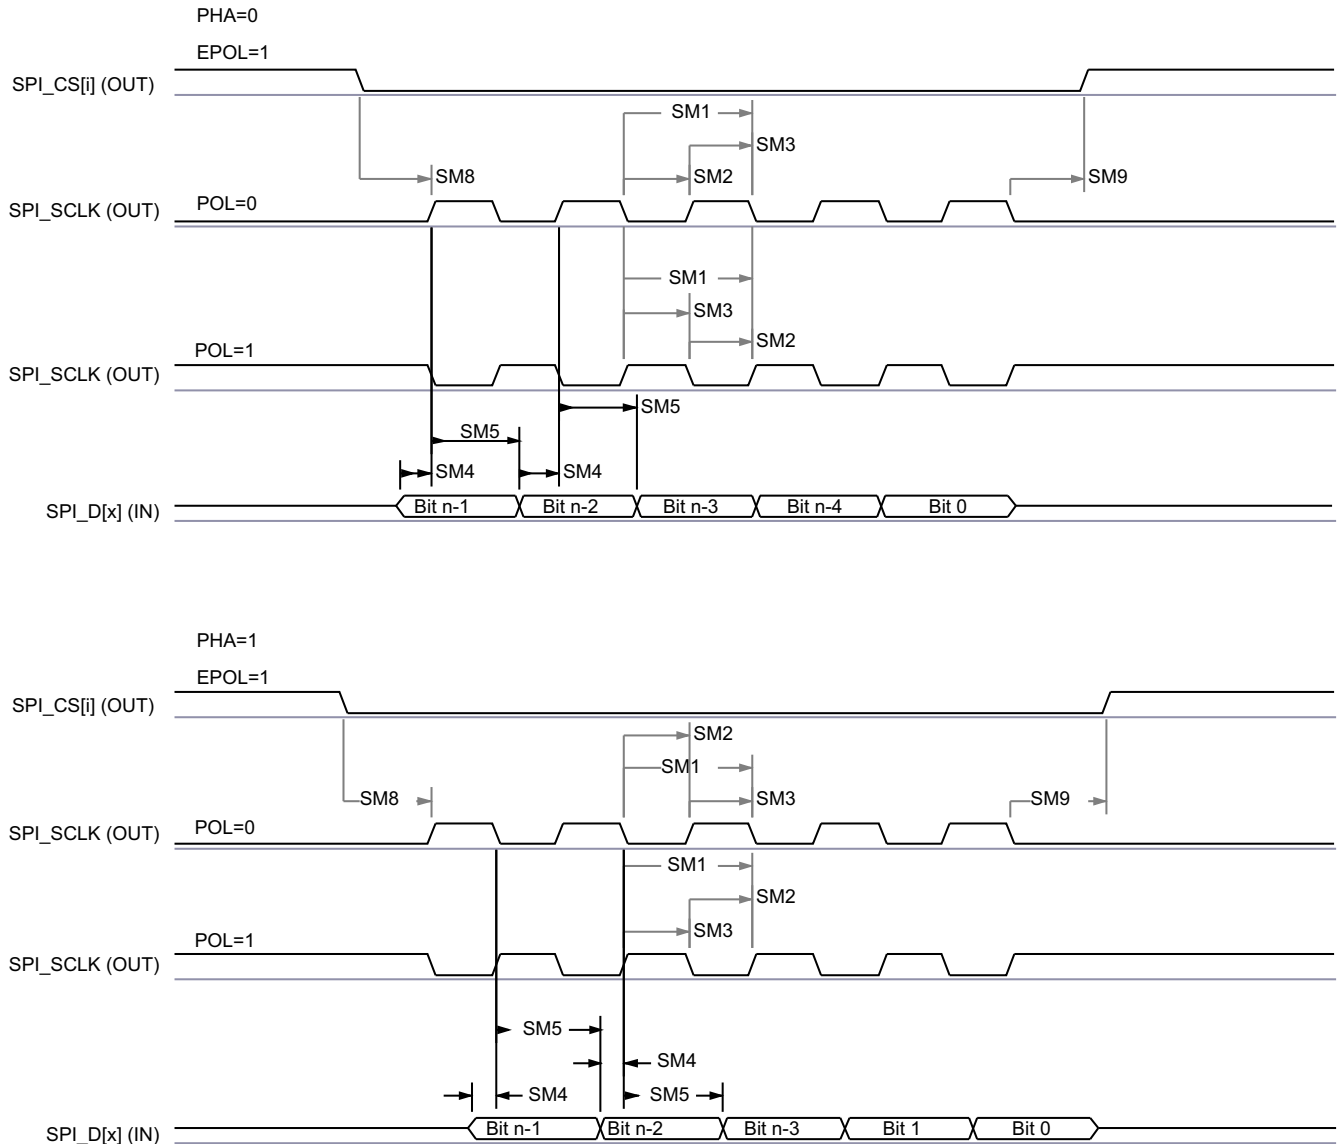 PHA=0
EPOL=1
SPI_CS[i] (OUT)
SM1
SM3
SM8
SM2
SM9
SPI_SCLK (OUT)
POL=0
SM1
SM3
SM2
POL=1
SPI_SCLK (OUT)
SM5
SM5
SM4
SM4
SPI_D[x] (IN)
Bit n-1
Bit n-2
Bit n-3
Bit n-4
Bit 0
PHA=1
EPOL=1
SPI_CS[i] (OUT)
SM2
SM1
SM8
SM3
SM9
SPI_SCLK (OUT)
POL=0
SM1
SM2
SM3
POL=1
SPI_SCLK (OUT)
SM5
SM4
SM4
SM5
SPI_D[x] (IN)
Bit n-1
Bit n-2
Bit n-3
Bit 1
Bit 0